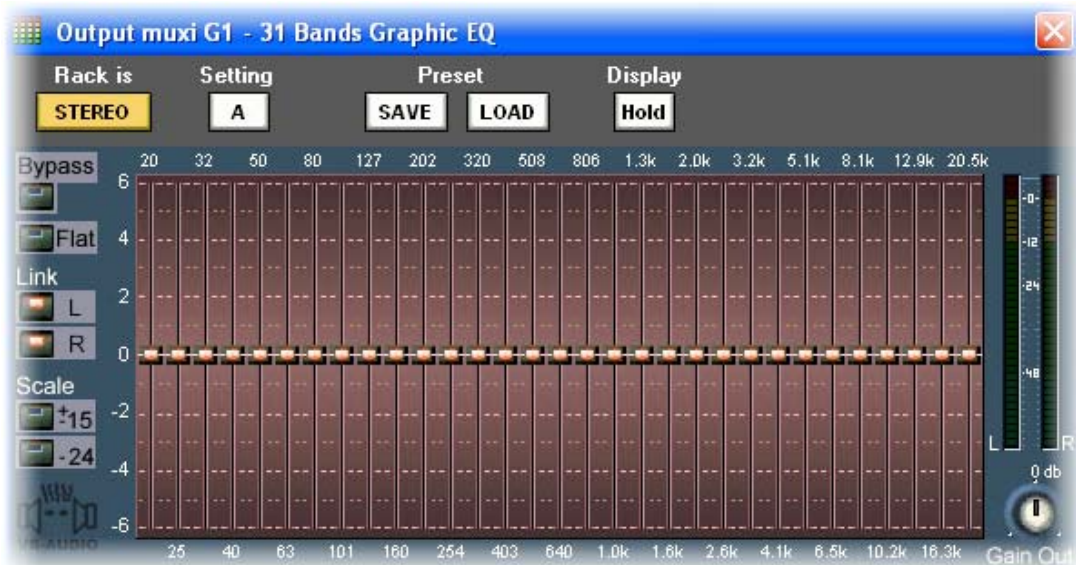 Output muxi G1 - 31 Bands Graphic EQ
Rack is Setting Preset Display
STEREO A SAVE LOAD Hold
20 32 50 80 127 202 320 508 806 1.3k 2.0k 3.2k 5.1k 8.1k 12.9k 20.5k
Bypass
Flat
Link
L
R
Scale
+-15
-24
VB-AUDIO
6
4
2
0
-2
-4
-6
25 40 63 101 160 254 403 640 1.0k 1.6k 2.6k 4.1k 6.5k 10.2k 16.3k
-0-
-12
-24
-48
L R
0 db
Gain Out